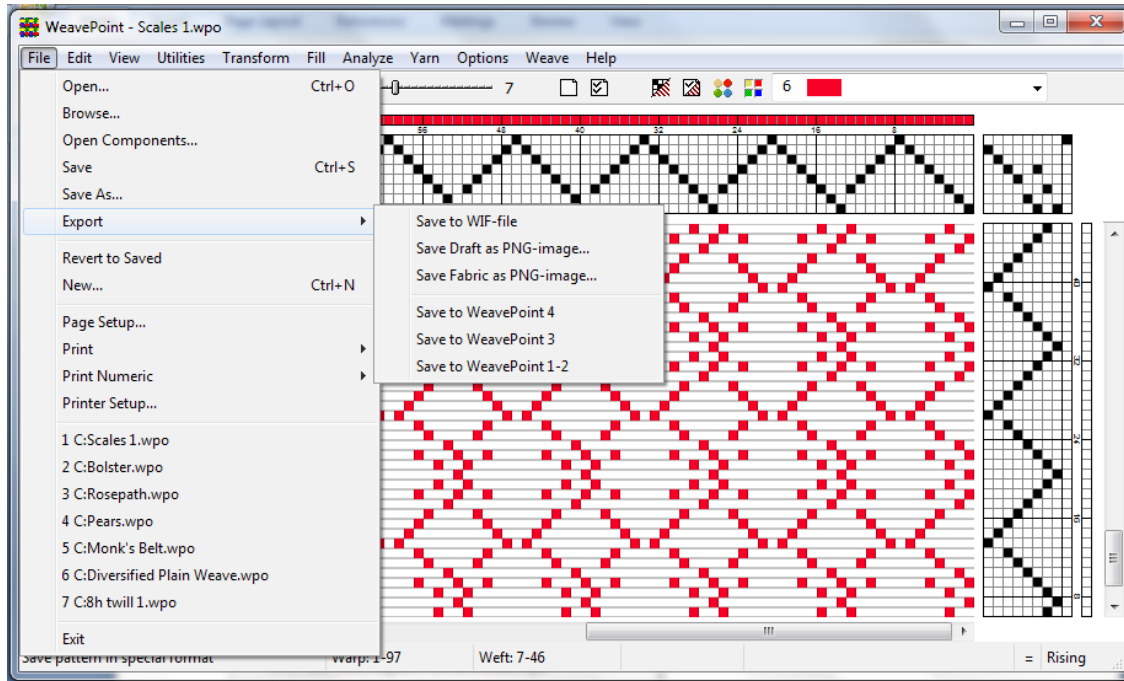 WeavePoint - Scales 1.wpo
File Edit View Utilities Transform Fill Analyze Yarn Options Weave Help
7 6
Open... Ctrl+O
Browse...
Open Components...
Save Ctrl+S
Save As...
Export
Revert to Saved
New... Ctrl+N
Page Setup...
Print
Print Numeric
Printer Setup...
1 C:Scales 1.wpo
2 C:Bolster.wpo
3 C:Rosepath.wpo
4 C:Pears.wpo
5 C:Monk's Belt.wpo
6 C:Diversified Plain Weave.wpo
7 C:8h twill 1.wpo
Exit
Save to WIF-file
Save Draft as PNG-image...
Save Fabric as PNG-image...
Save to WeavePoint 4
Save to WeavePoint 3
Save to WeavePoint 1-2
56 48 40 32 24 16 8
40
32
24
16
8
Save pattern in special format Warp: 1-97 Weft: 7-46 = Rising